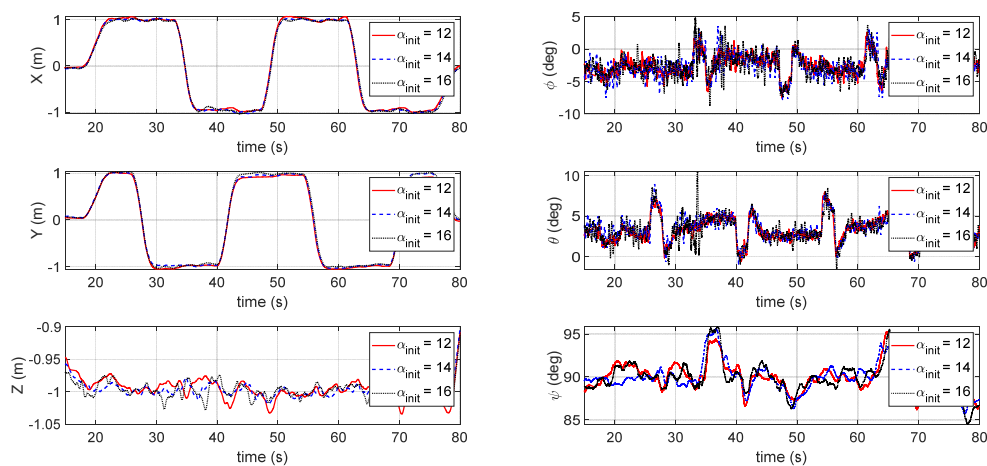 1
0
-1
X (m)
20 30 40 50 60 70 80
time (s)
αinit = 12
αinit = 14
αinit = 16
5
0
-5
-10
ϕ (deg)
20 30 40 50 60 70 80
time (s)
αinit = 12
αinit = 14
αinit = 16
1
0
-1
Y (m)
20 30 40 50 60 70 80
time (s)
αinit = 12
αinit = 14
αinit = 16
10
5
0
θ (deg)
20 30 40 50 60 70 80
time (s)
αinit = 12
αinit = 14
αinit = 16
-0.9
-0.95
-1
-1.05
Z (m)
20 30 40 50 60 70 80
time (s)
αinit = 12
αinit = 14
αinit = 16
95
90
85
ψ (deg)
20 30 40 50 60 70 80
time (s)
αinit = 12
αinit = 14
αinit = 16